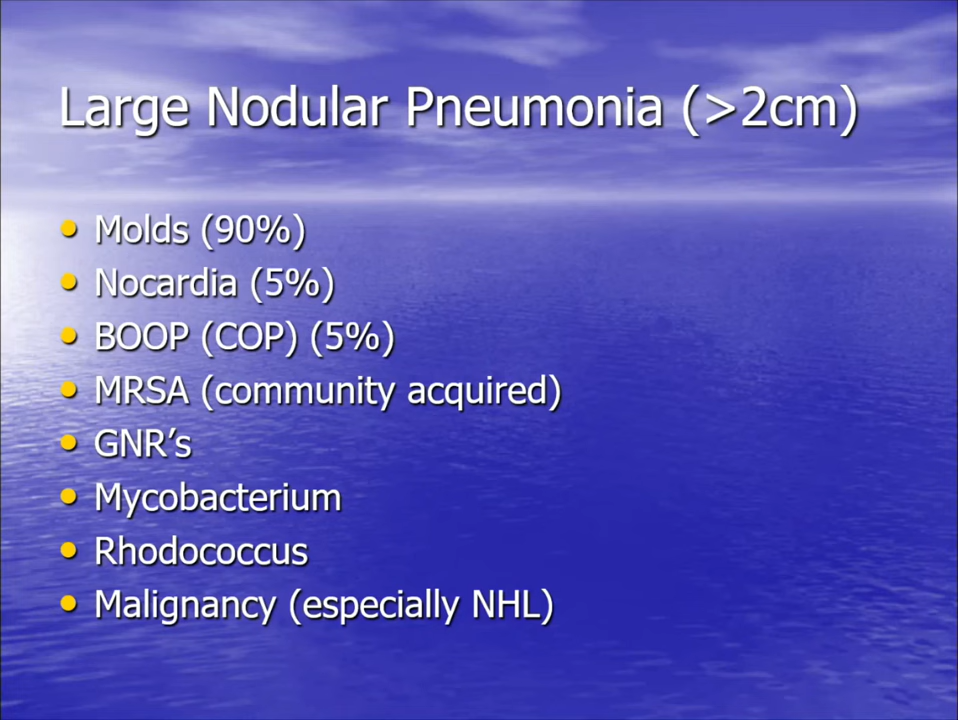 Large Nodular Pneumonia (>2cm)
• Molds (90%)
• Nocardia (5%)
• BOOP (COP) (5%)
• MRSA (community acquired)
• GNR’s
• Mycobacterium
• Rhodococcus
• Malignancy (especially NHL)